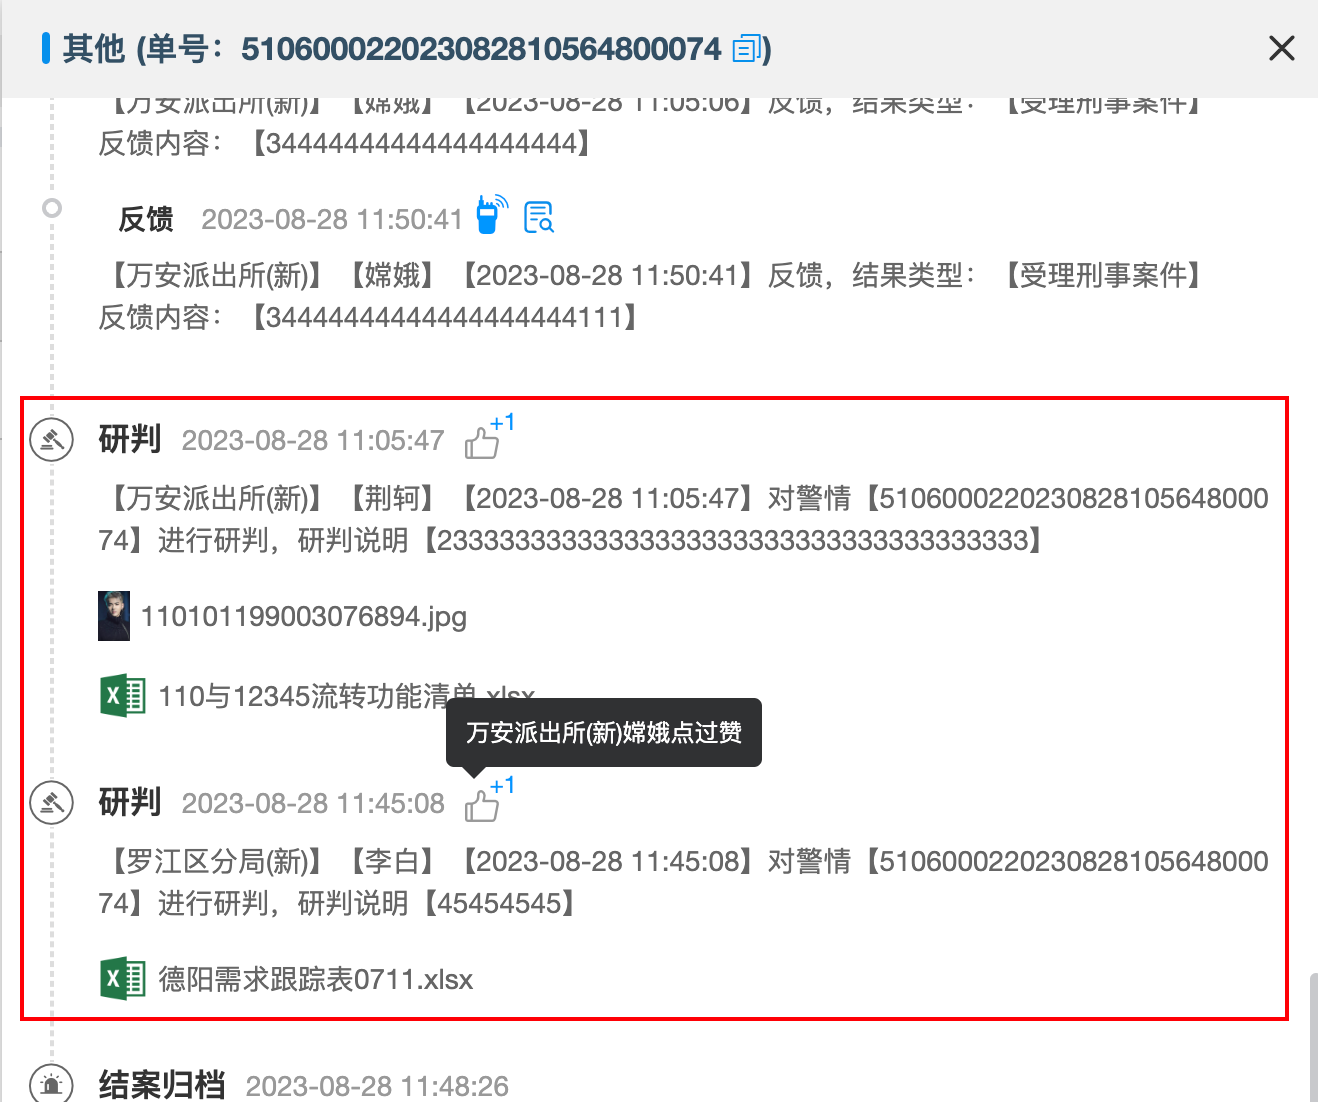 其他 (单号：510600022023082810564800074)
【万安派出所(新)】【嫦娥】【2023-08-28 11:05:06】反馈，结果类型：【受理刑事案件】
反馈内容：【34444444444444444444】
反馈 2023-08-28 11:50:41
【万安派出所(新)】【嫦娥】【2023-08-28 11:50:41】反馈，结果类型：【受理刑事案件】
反馈内容：【34444444444444444444111】
研判 2023-08-28 11:05:47 +1
【万安派出所(新)】【荆轲】【2023-08-28 11:05:47】对警情【5106000220230828105648000
74】进行研判，研判说明【23333333333333333333333333333333333333】
110101199003076894.jpg
110与12345流转功能清单.xlsx
万安派出所(新)嫦娥点过赞
研判 2023-08-28 11:45:08 +1
【罗江区分局(新)】【李白】【2023-08-28 11:45:08】对警情【5106000220230828105648000
74】进行研判，研判说明【45454545】
德阳需求跟踪表0711.xlsx
结案归档 2023-08-28 11:48:26